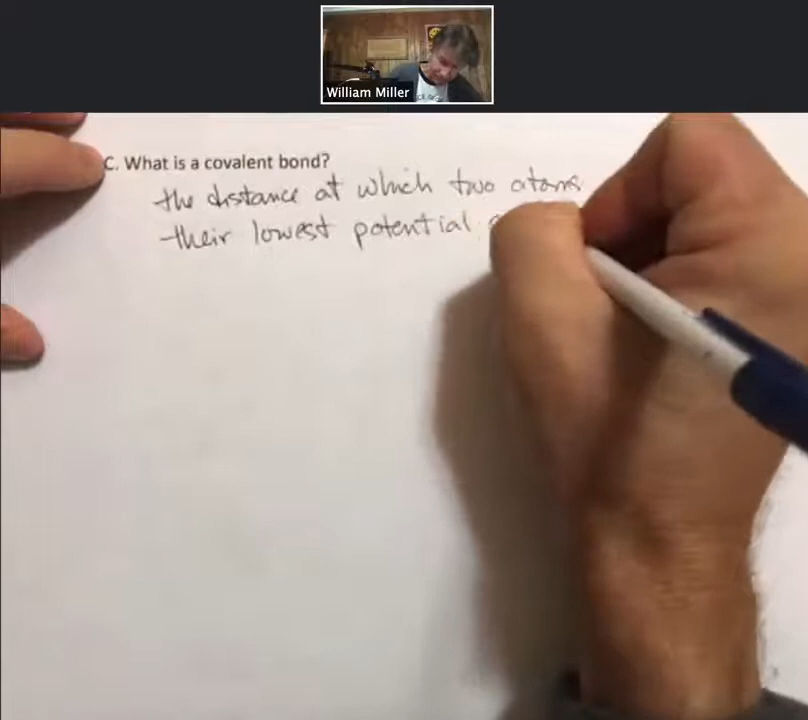 William Miller
C. What is a covalent bond?
the distance at which two atoms
their lowest potential